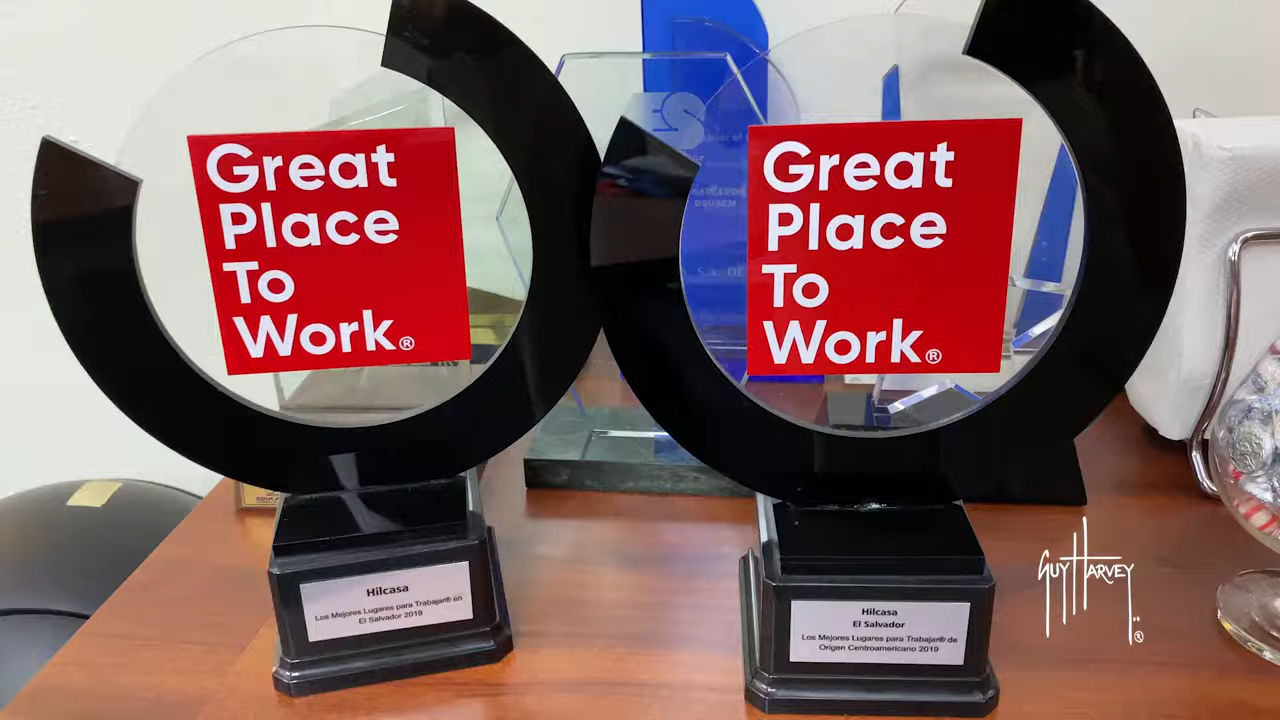 Great
Place
To
Work®
Hilcasa
Los Mejores Lugares para Trabajar® en
El Salvador 2019
Great
Place
To
Work®
Hilcasa
El Salvador
Los Mejores Lugares para Trabajar® de
Origen Centroamericano 2019
GUY HARVEY ®